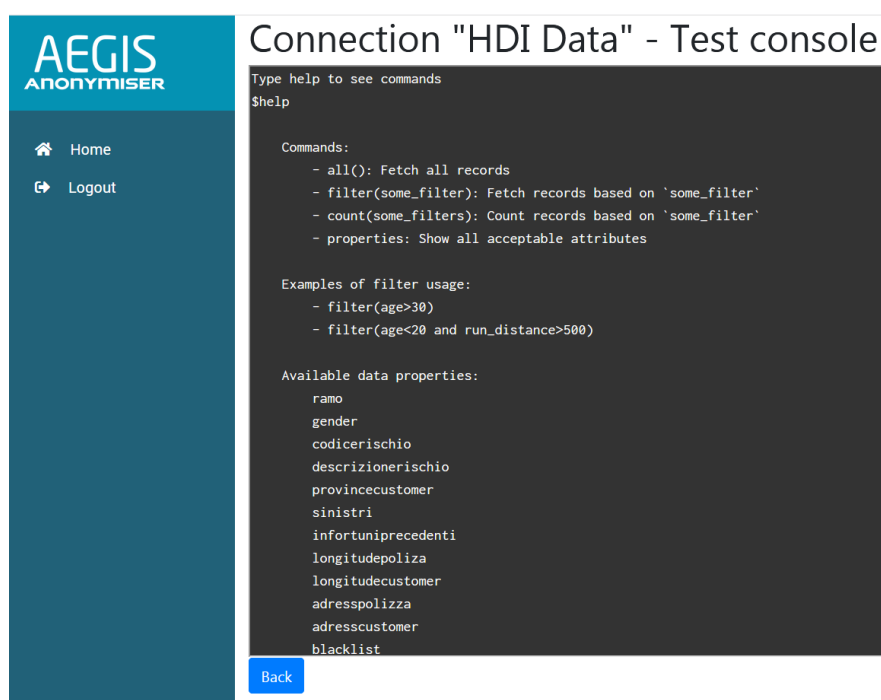 AEGIS
ANONYMISER
Home
Logout
Connection "HDI Data" - Test console
Type help to see commands
$help
Commands:
- all(): Fetch all records
- filter(some_filter): Fetch records based on `some_filter`
- count(some_filters): Count records based on `some_filter`
- properties: Show all acceptable attributes
Examples of filter usage:
- filter(age>30)
- filter(age<20 and run_distance>500)
Available data properties:
ramo
gender
codicerischio
descrizionerischio
provincecustomer
sinistri
infortuniprecedenti
longitudepoliza
longitudecustomer
adresspolizza
adresscustomer
blacklist
Back